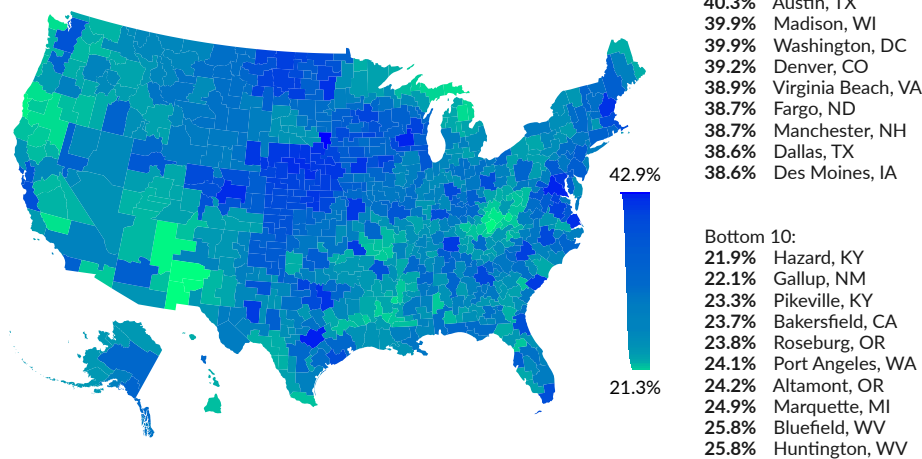 40.3% Austin, TX
39.9% Madison, WI
39.9% Washington, DC
39.2% Denver, CO
38.9% Virginia Beach, VA
38.7% Fargo, ND
38.7% Manchester, NH
38.6% Dallas, TX
38.6% Des Moines, IA
42.9%
21.3%
Bottom 10:
21.9% Hazard, KY
22.1% Gallup, NM
23.3% Pikeville, KY
23.7% Bakersfield, CA
23.8% Roseburg, OR
24.1% Port Angeles, WA
24.2% Altamont, OR
24.9% Marquette, MI
25.8% Bluefield, WV
25.8% Huntington, WV